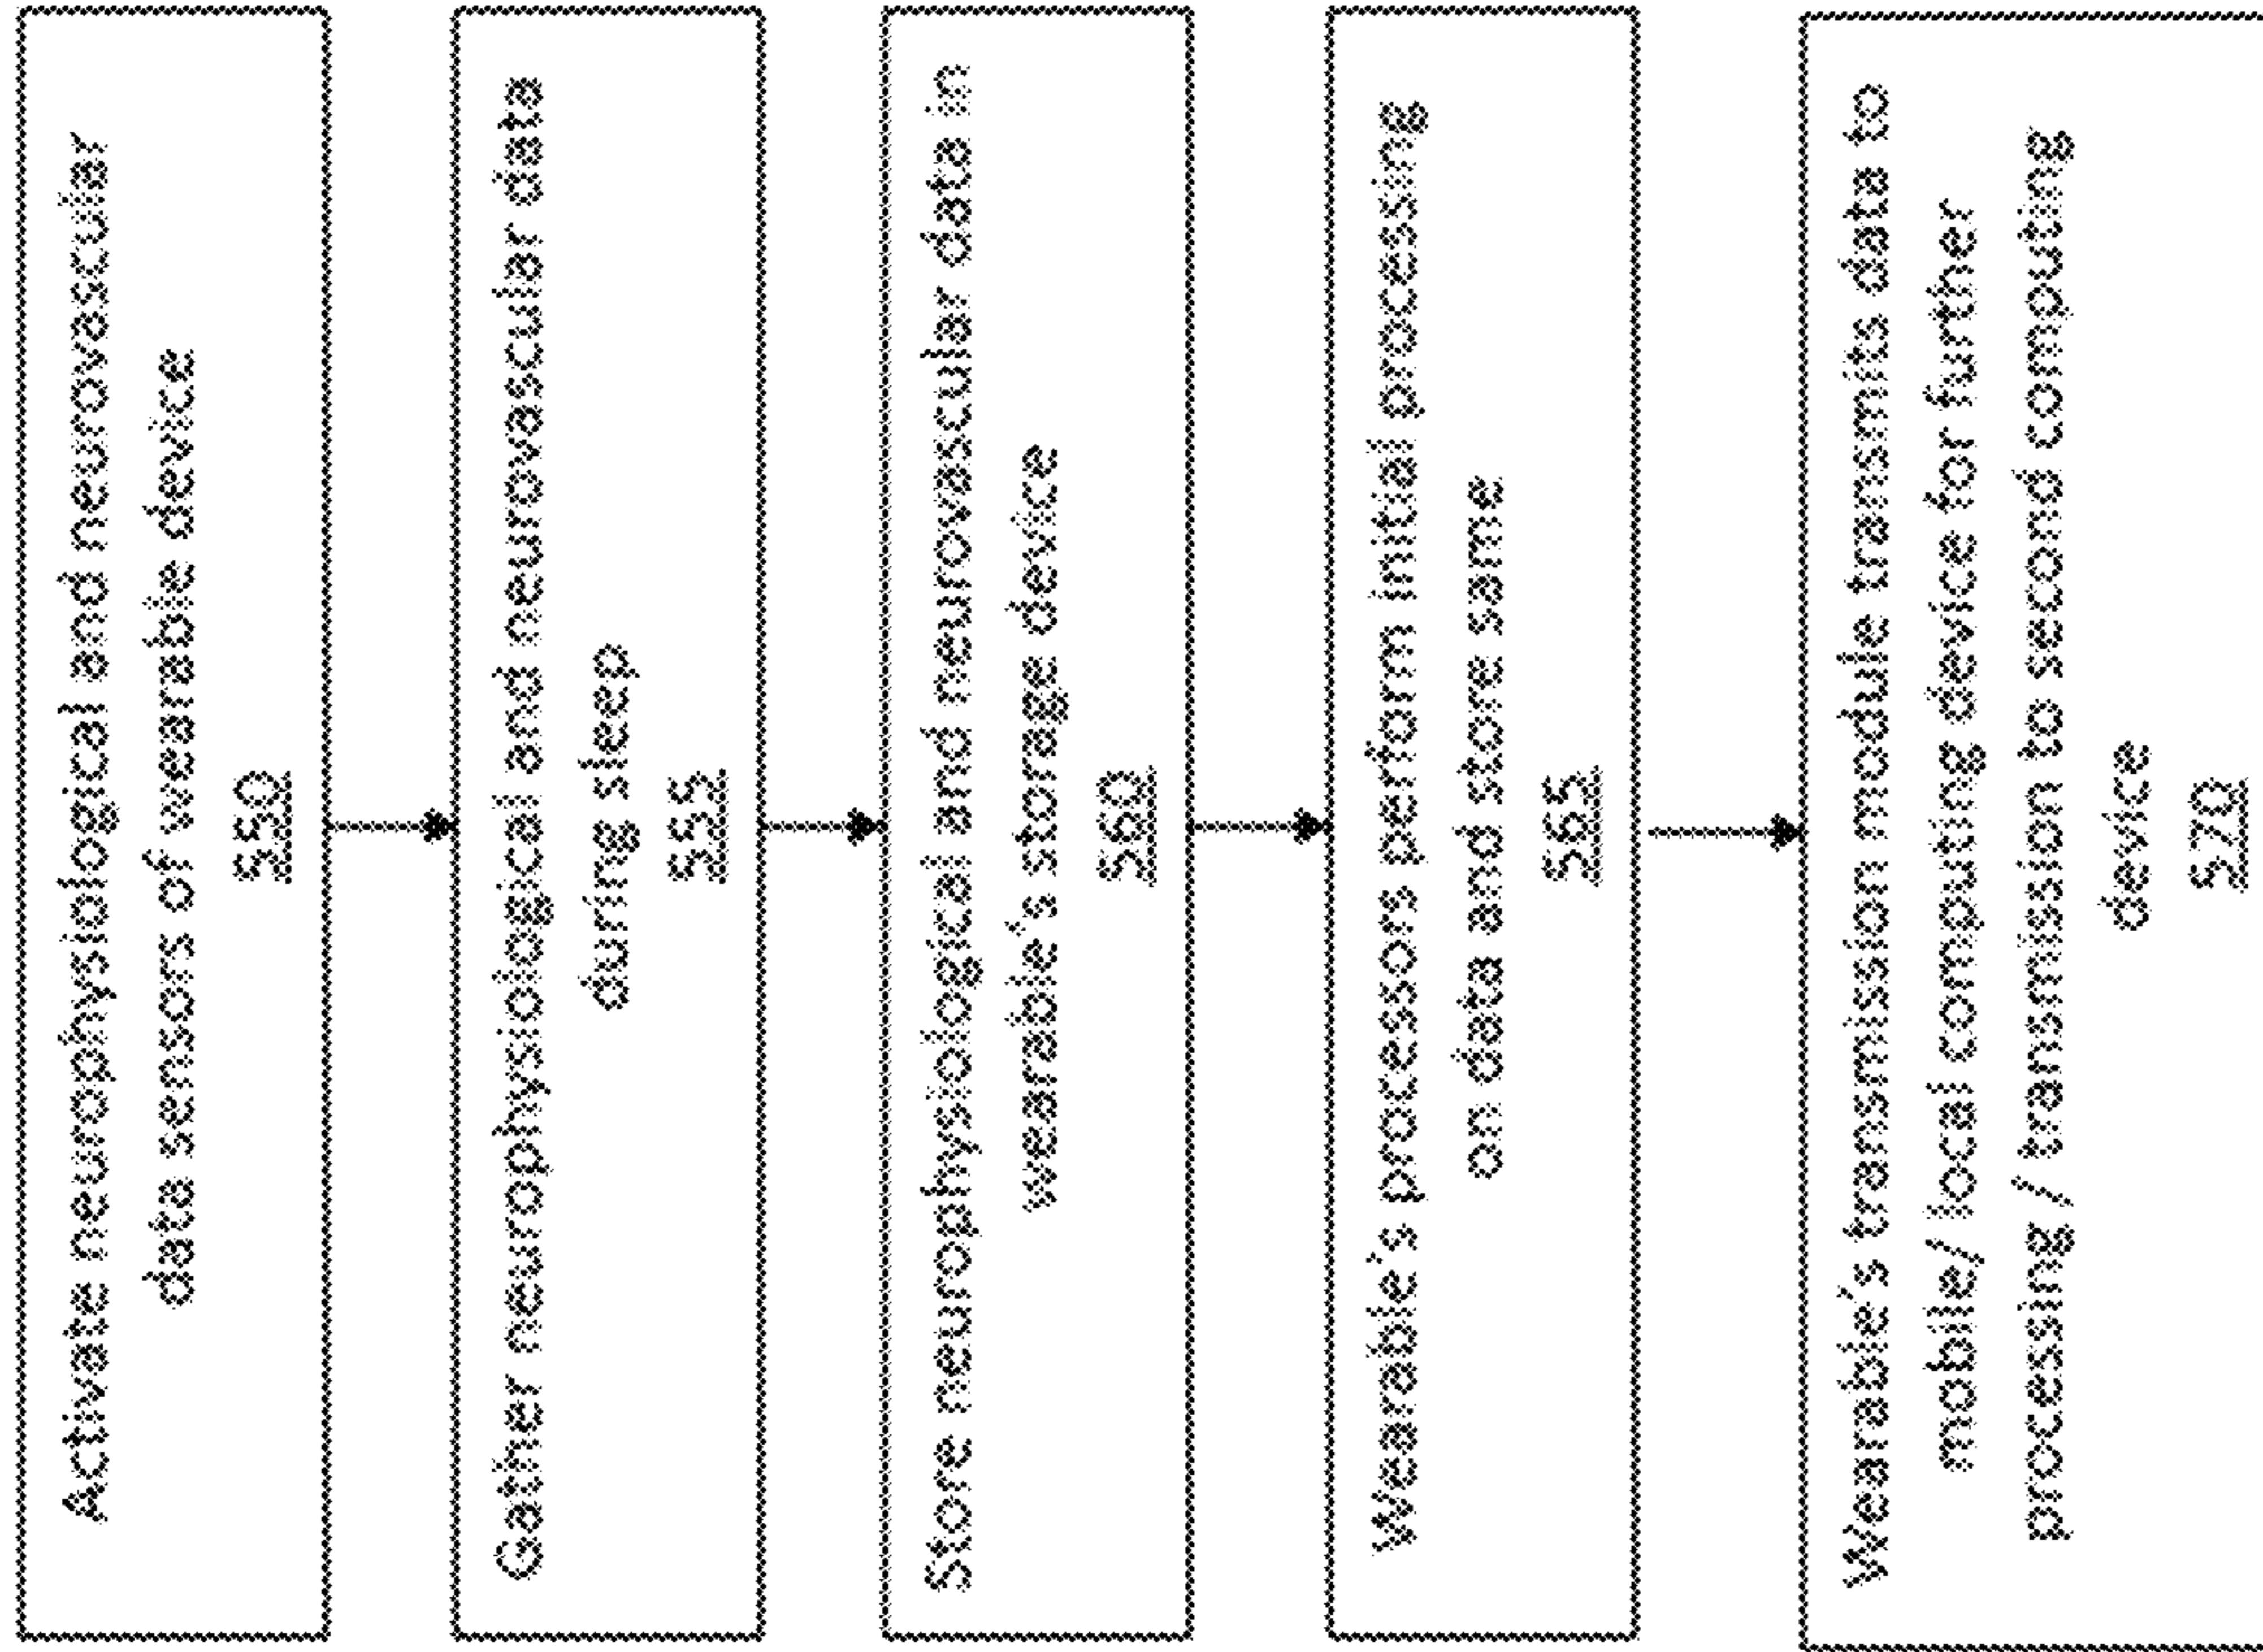 Activate neurophysiological and neurovascular
data sensors of wearable device
550
Gather neurophysiological and neurovascular data
during sleep
555
Store neurophysiological and neurovascular data in
wearable's storage device
560
Wearable's processors perform initial processing
on data and store same
565
Wearable's transmission module transmits data to
mobile/ local computing device for further
processing / transmission to second computing
device
570